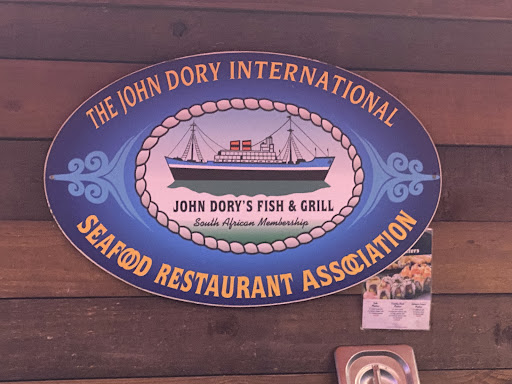 THE JOHN DORY INTERNATIONAL
JOHN DORY'S FISH & GRILL
South African Membership
SEAFOOD RESTAURANT ASSOCIATION